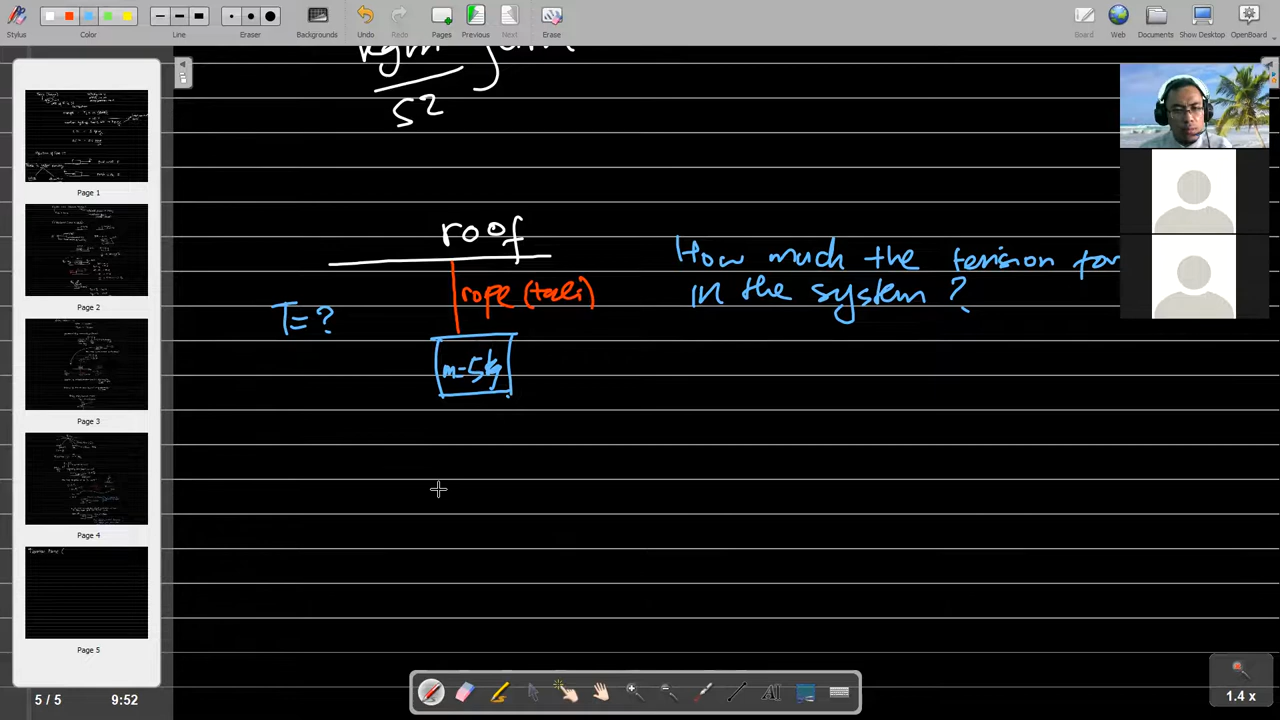 Stylus
Color
Line
Eraser
Backgrounds
Undo
Redo
Pages
Previous
Next
Erase
Board
Web
Documents
Show Desktop
OpenBoard
kgm
s2
roof
rope (tali)
T=?
m=5kg
How much the tension for
in the system ?
Page 1
Page 2
Page 3
Page 4
Page 5
5 / 5
9:52
1.4 x